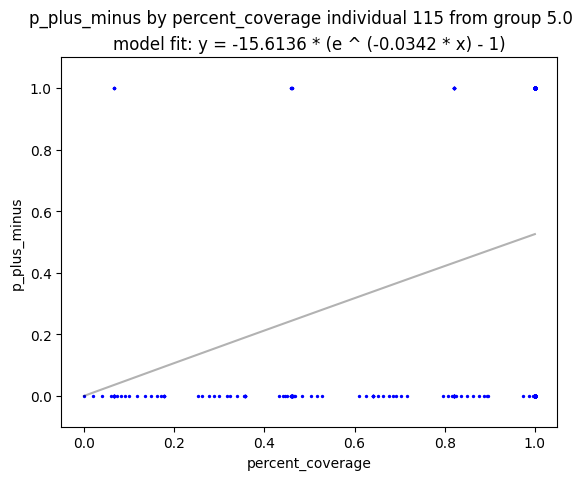 p_plus_minus by percent_coverage individual 115 from group 5.0
model fit: y = -15.6136 * (e ^ (-0.0342 * x) - 1)
1.0
0.8
0.6
0.4
0.2
0.0
p_plus_minus
0.0 0.2 0.4 0.6 0.8 1.0
percent_coverage